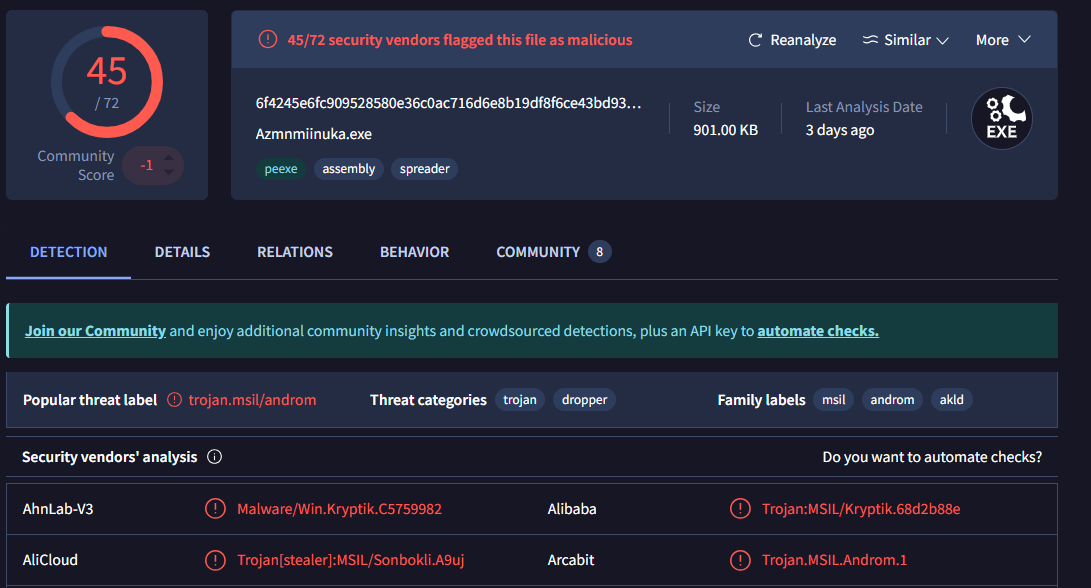 45
/ 72
Community
Score
-1
45/72 security vendors flagged this file as malicious
Reanalyze
Similar
More
6f4245e6fc909528580e36c0ac716d6e8b19df8f6ce43bd93…
Azmnmiinuka.exe
peexe assembly spreader
Size
901.00 KB
Last Analysis Date
3 days ago
EXE
DETECTION DETAILS RELATIONS BEHAVIOR COMMUNITY 8
Join our Community and enjoy additional community insights and crowdsourced detections, plus an API key to automate checks.
Popular threat label trojan.msil/androm Threat categories trojan dropper Family labels msil androm akld
Security vendors' analysis Do you want to automate checks?
AhnLab-V3 Malware/Win.Kryptik.C5759982 Alibaba Trojan:MSIL/Kryptik.68d2b88e
AliCloud Trojan[stealer]:MSIL/Sonbokli.A9uj Arcabit Trojan.MSIL.Androm.1